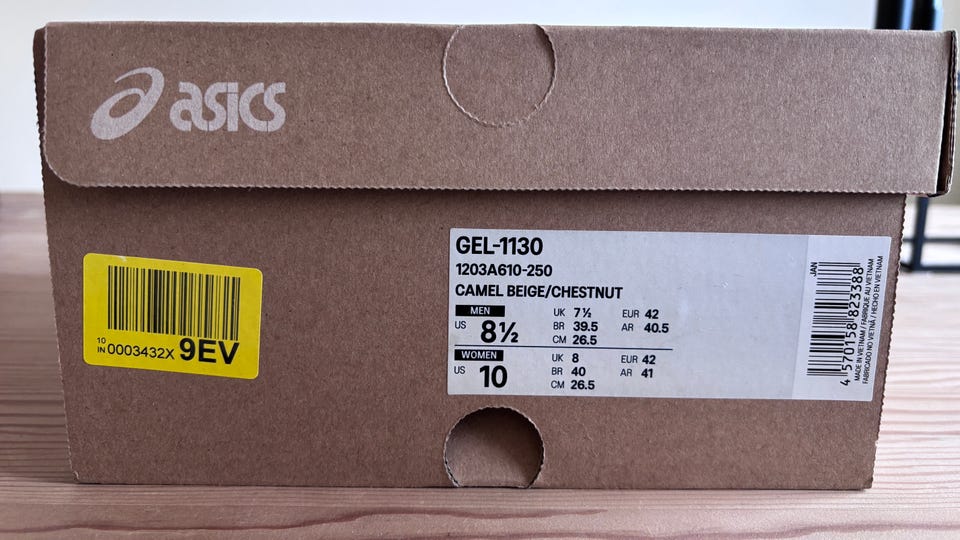 asics
GEL-1130
1203A610-250
CAMEL BEIGE/CHESTNUT
MEN
US 8½
UK 7½ EUR 42
BR 39.5 AR 40.5
CM 26.5
WOMEN
US 10
UK 8 EUR 42
BR 40 AR 41
CM 26.5
JAN
4 570158 823388
MADE IN VIETNAM / FABRIQUE AU VIETNAM
FABRICADO NO VIETNÃ / HECHO EN VIETNAM
10
IN 0003432X 9EV